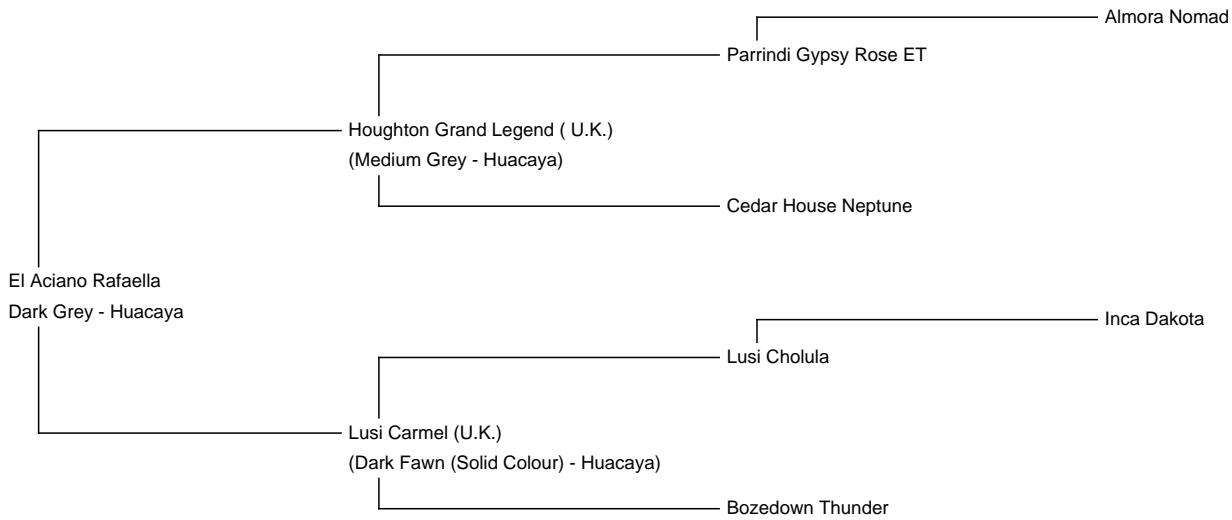 Almora Nomad
Parrindi Gypsy Rose ET
Houghton Grand Legend ( U.K.)
(Medium Grey - Huacaya)
Cedar House Neptune
El Aciano Rafaella
Dark Grey - Huacaya
Inca Dakota
Lusi Cholula
Lusi Carmel (U.K.)
(Dark Fawn (Solid Colour) - Huacaya)
Bozedown Thunder